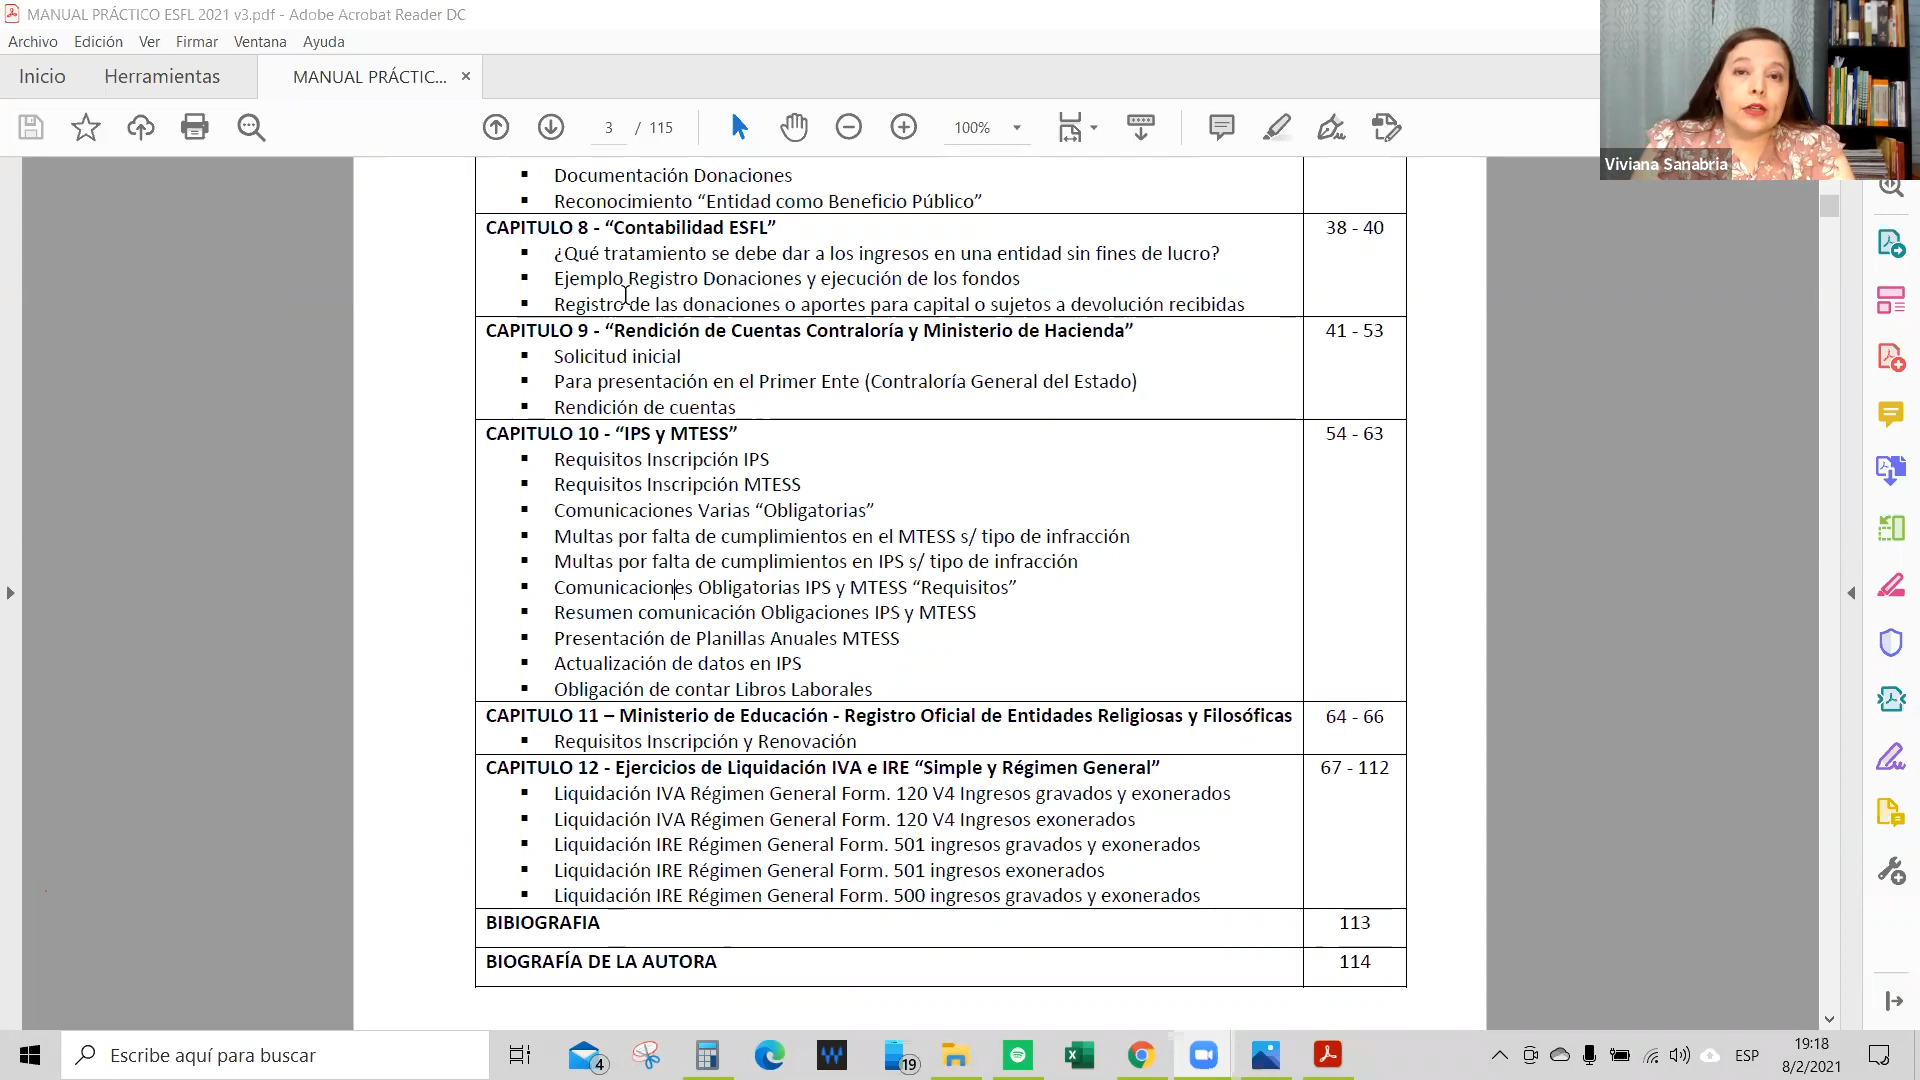 MANUAL PRÁCTICO ESFL 2021 v3.pdf - Adobe Acrobat Reader DC
Archivo Edición Ver Firmar Ventana Ayuda
Inicio Herramientas MANUAL PRÁCTIC... ×
3 / 115 100%
Viviana Sanabria
▪ Documentación Donaciones
▪ Reconocimiento “Entidad como Beneficio Público”
CAPITULO 8 - “Contabilidad ESFL” 38 - 40
▪ ¿Qué tratamiento se debe dar a los ingresos en una entidad sin fines de lucro?
▪ Ejemplo Registro Donaciones y ejecución de los fondos
▪ Registro de las donaciones o aportes para capital o sujetos a devolución recibidas
CAPITULO 9 - “Rendición de Cuentas Contraloría y Ministerio de Hacienda” 41 - 53
▪ Solicitud inicial
▪ Para presentación en el Primer Ente (Contraloría General del Estado)
▪ Rendición de cuentas
CAPITULO 10 - “IPS y MTESS” 54 - 63
▪ Requisitos Inscripción IPS
▪ Requisitos Inscripción MTESS
▪ Comunicaciones Varias “Obligatorias”
▪ Multas por falta de cumplimientos en el MTESS s/ tipo de infracción
▪ Multas por falta de cumplimientos en IPS s/ tipo de infracción
▪ Comunicaciones Obligatorias IPS y MTESS “Requisitos”
▪ Resumen comunicación Obligaciones IPS y MTESS
▪ Presentación de Planillas Anuales MTESS
▪ Actualización de datos en IPS
▪ Obligación de contar Libros Laborales
CAPITULO 11 – Ministerio de Educación - Registro Oficial de Entidades Religiosas y Filosóficas 64 - 66
▪ Requisitos Inscripción y Renovación
CAPITULO 12 - Ejercicios de Liquidación IVA e IRE “Simple y Régimen General” 67 - 112
▪ Liquidación IVA Régimen General Form. 120 V4 Ingresos gravados y exonerados
▪ Liquidación IVA Régimen General Form. 120 V4 Ingresos exonerados
▪ Liquidación IRE Régimen General Form. 501 ingresos gravados y exonerados
▪ Liquidación IRE Régimen General Form. 501 ingresos exonerados
▪ Liquidación IRE Régimen General Form. 500 ingresos gravados y exonerados
BIBIOGRAFIA 113
BIOGRAFÍA DE LA AUTORA 114
Escribe aquí para buscar
4
19
ESP
19:18
8/2/2021